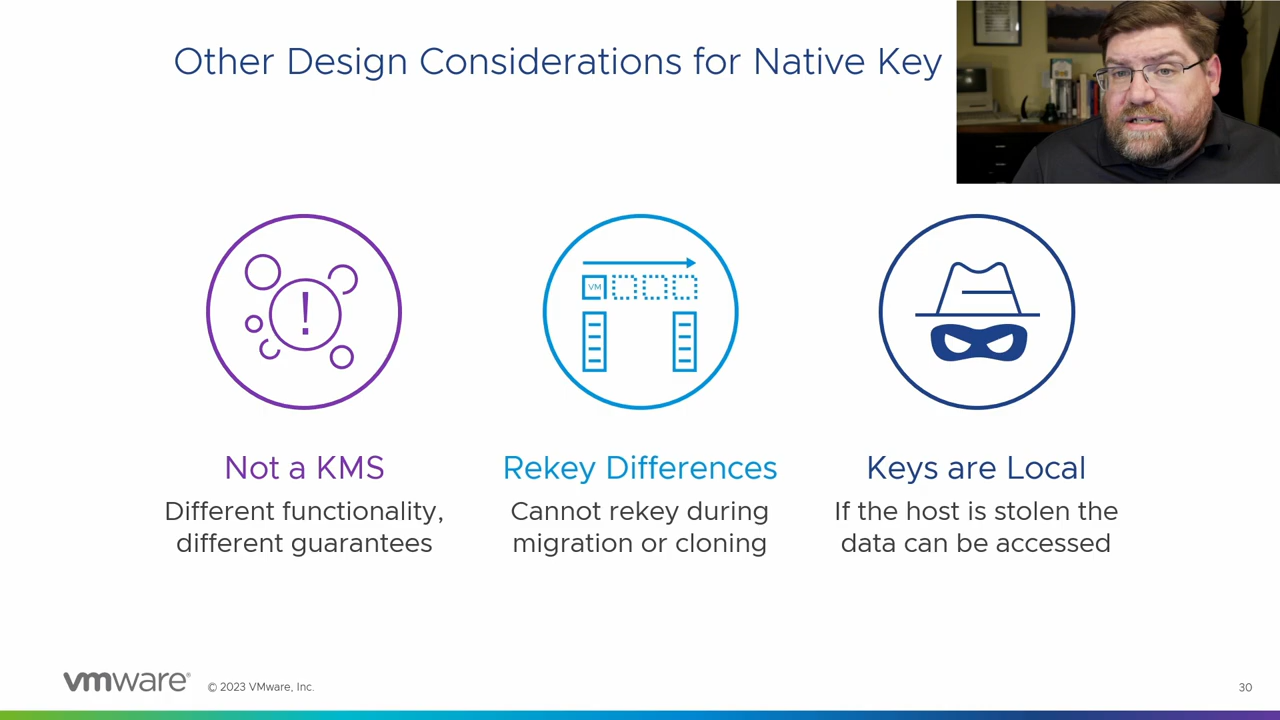 Other Design Considerations for Native Key
VM
!
Not a KMS
Different functionality,
different guarantees
Rekey Differences
Cannot rekey during
migration or cloning
Keys are Local
If the host is stolen the
data can be accessed
vmware®
© 2023 VMware, Inc.
30